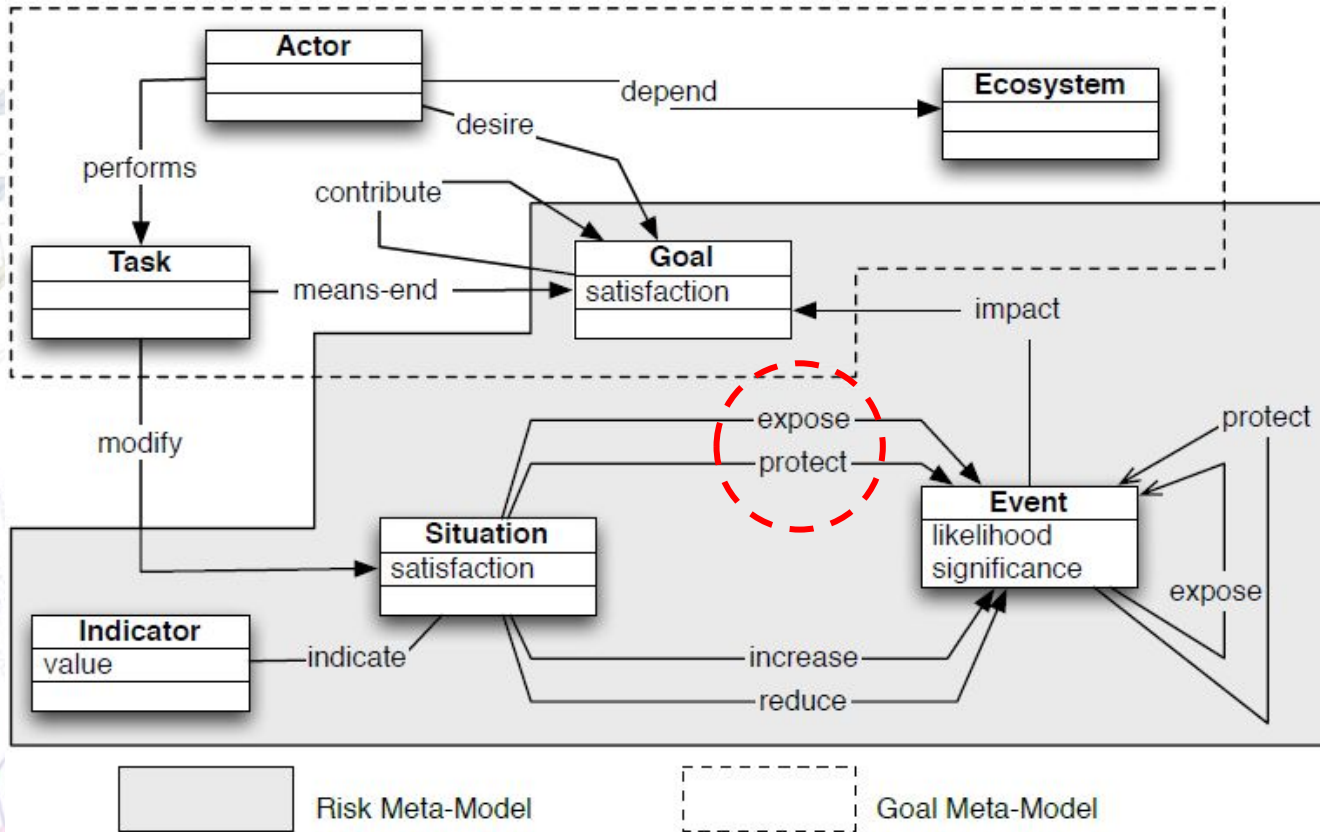 Actor
Ecosystem
depend
desire
performs
contribute
Goal
satisfaction
Task
means-end
impact
expose
protect
protect
modify
Event
likelihood
significance
Situation
satisfaction
expose
Indicator
value
indicate
increase
reduce
Risk Meta-Model
Goal Meta-Model